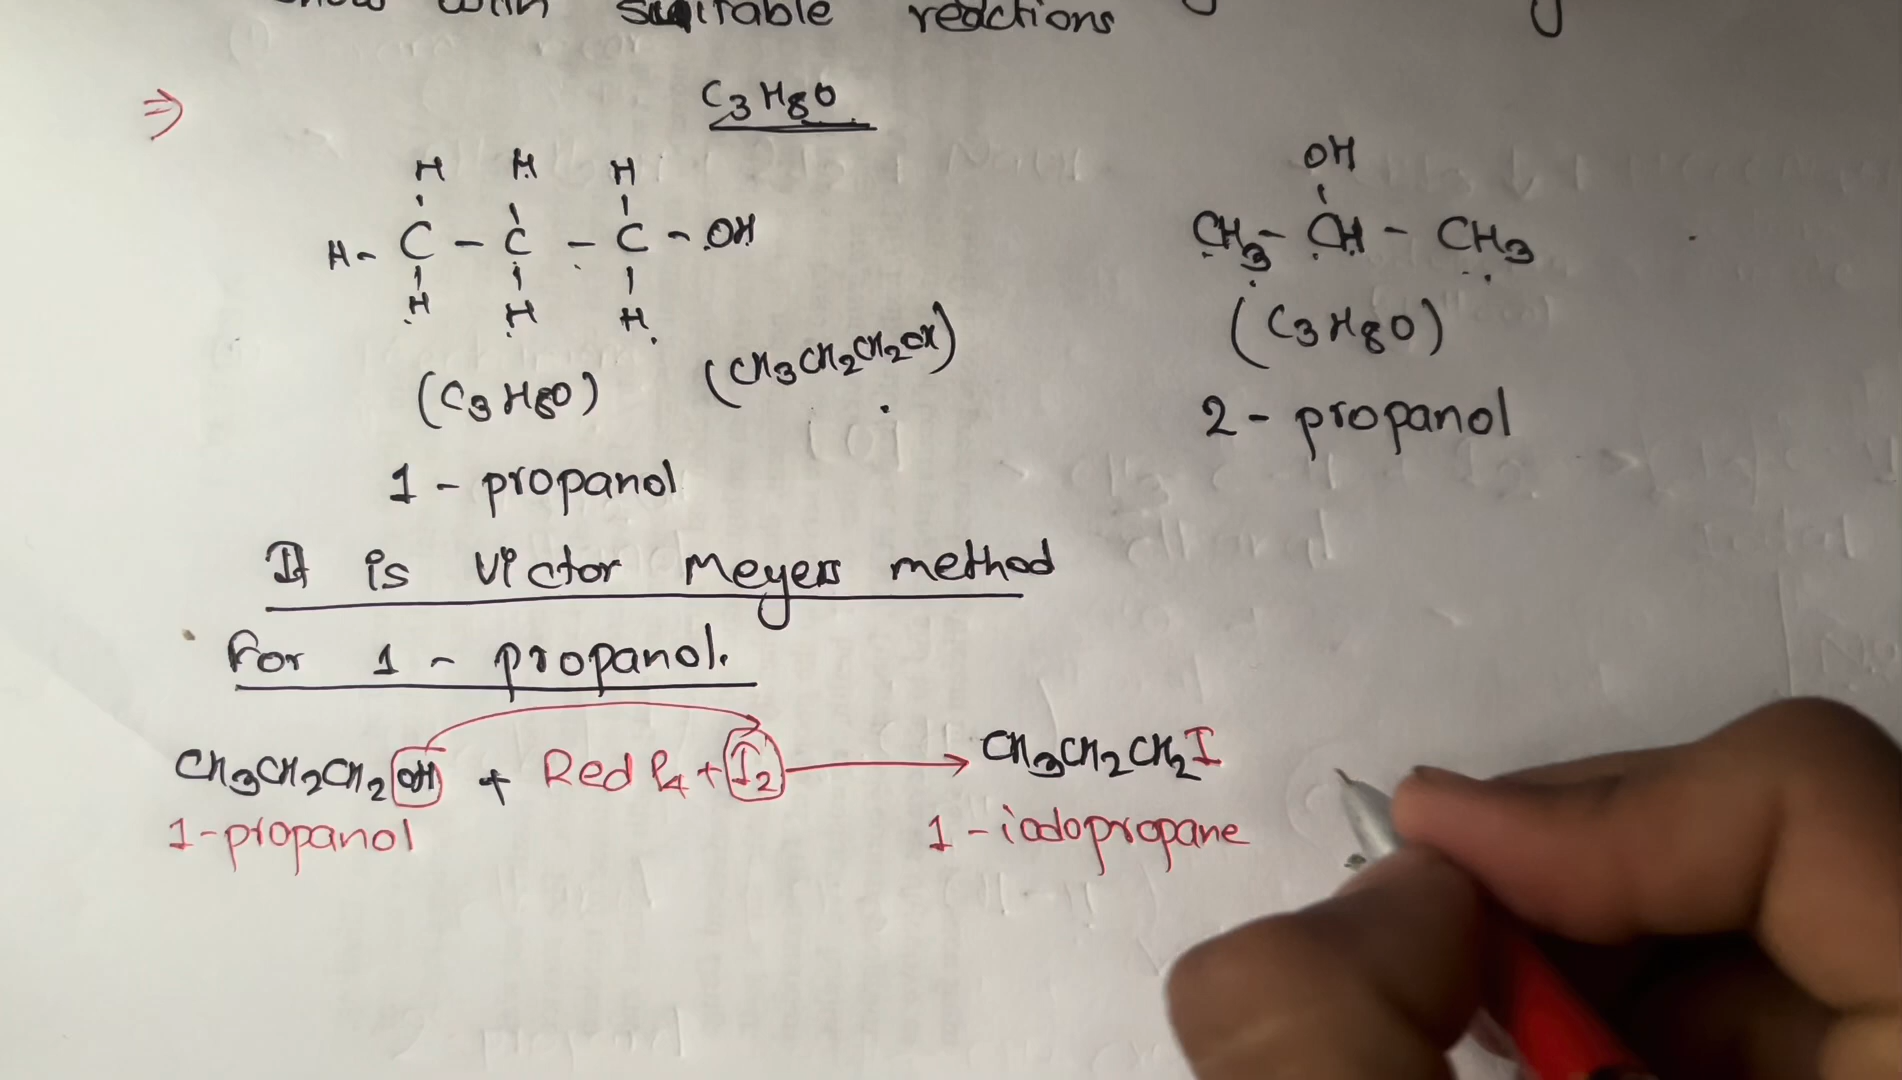 with suitable reactions
⇒ C3H8O
H H H OH
H - C - C - C - OH CH3 - CH - CH3
H H H
(C3H8O) (CH3CH2CH2OH) (C3H8O)
1 - propanol 2 - propanol
It is victor Meyers method
for 1 - propanol.
CH3CH2CH2OH + Red P4 + I2 → CH3CH2CH2I
1-propanol 1-iodopropane